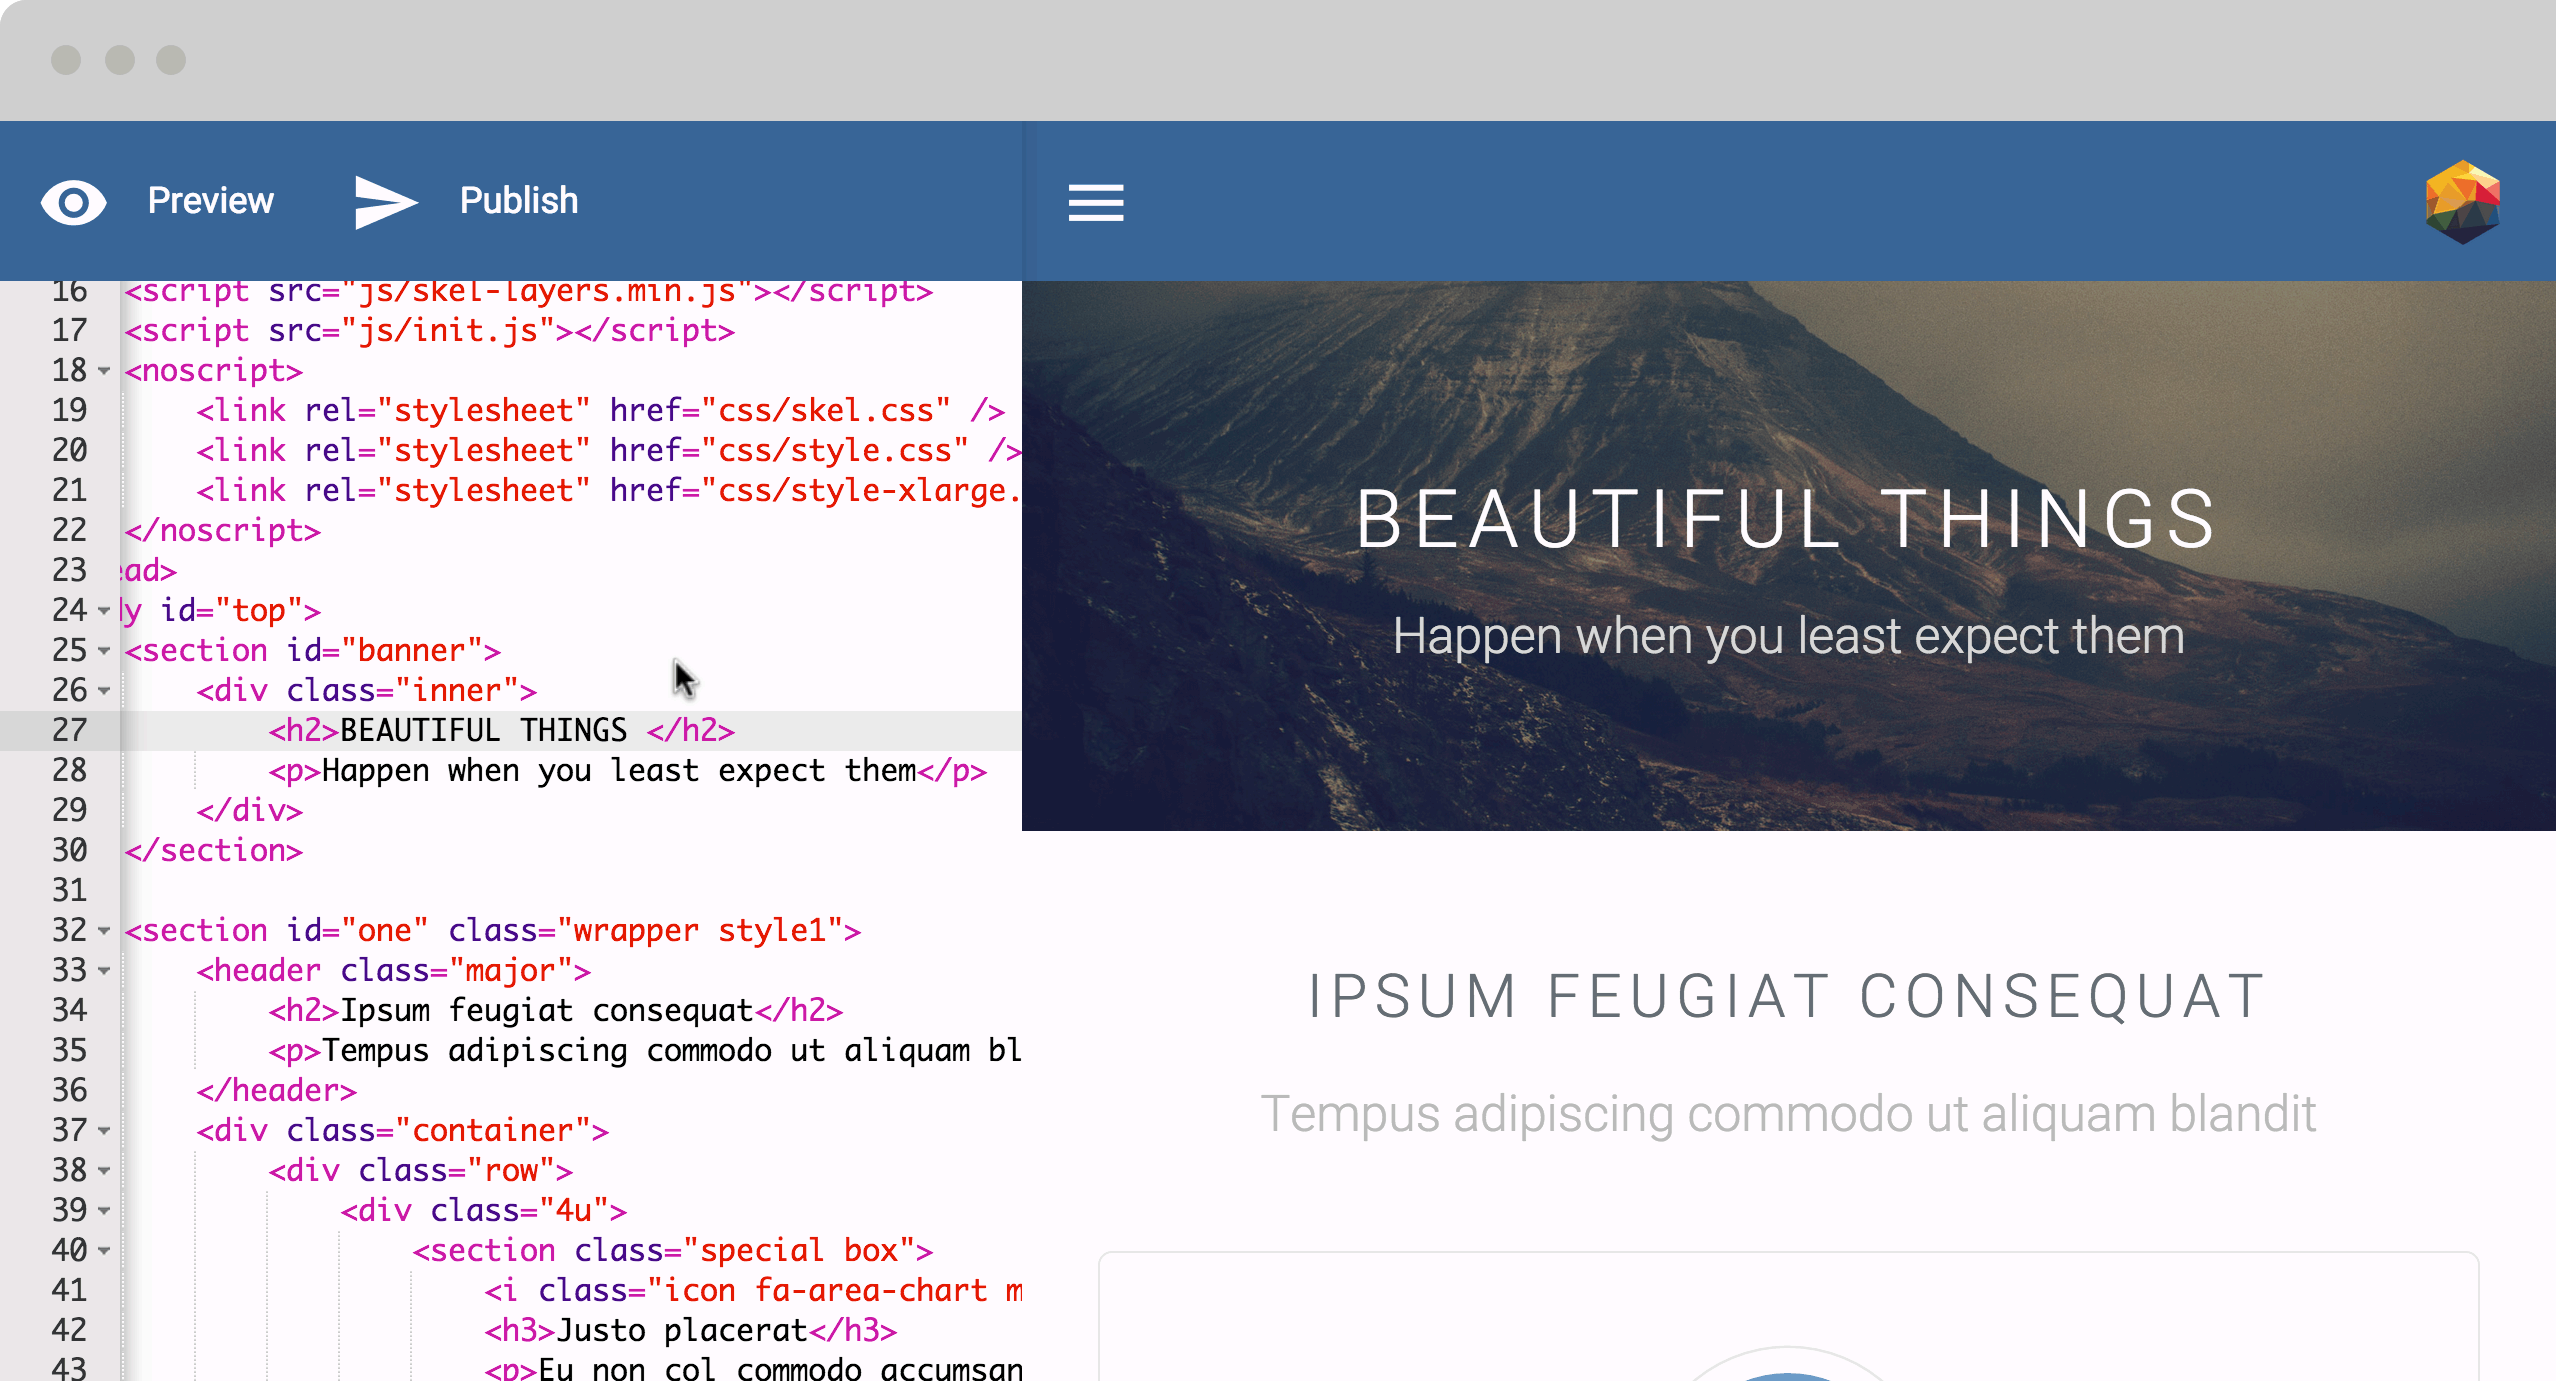 Preview
Publish
16 <script src="js/skel-layers.min.js"></script>
17 <script src="js/init.js"></script>
18 <noscript>
19 <link rel="stylesheet" href="css/skel.css" />
20 <link rel="stylesheet" href="css/style.css" />
21 <link rel="stylesheet" href="css/style-xlarge.
22 </noscript>
23 ead>
24 dy id="top">
25 <section id="banner">
26 <div class="inner">
27 <h2>BEAUTIFUL THINGS </h2>
28 <p>Happen when you least expect them</p>
29 </div>
30 </section>
31
32 <section id="one" class="wrapper style1">
33 <header class="major">
34 <h2>Ipsum feugiat consequat</h2>
35 <p>Tempus adipiscing commodo ut aliquam bl
36 </header>
37 <div class="container">
38 <div class="row">
39 <div class="4u">
40 <section class="special box">
41 <i class="icon fa-area-chart m
42 <h3>Justo placerat</h3>
43 <p>Eu non col commodo accumsan
BEAUTIFUL THINGS
Happen when you least expect them
IPSUM FEUGIAT CONSEQUAT
Tempus adipiscing commodo ut aliquam blandit